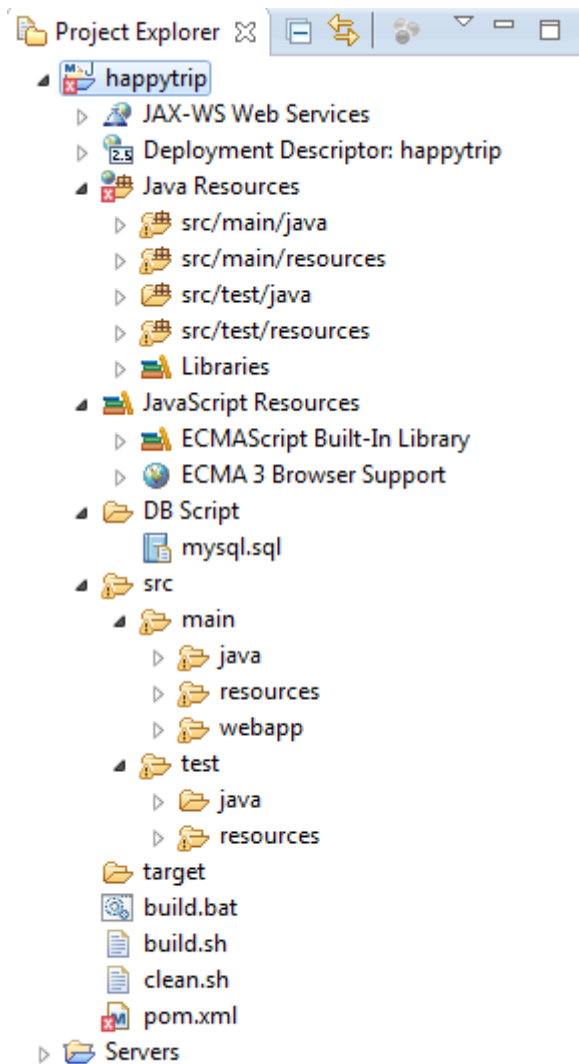 Project Explorer
happytrip
JAX-WS Web Services
2.5 Deployment Descriptor: happytrip
Java Resources
src/main/java
src/main/resources
src/test/java
src/test/resources
Libraries
JavaScript Resources
ECMAScript Built-In Library
ECMA 3 Browser Support
DB Script
mysql.sql
src
main
java
resources
webapp
test
java
resources
target
build.bat
build.sh
clean.sh
M pom.xml
Servers